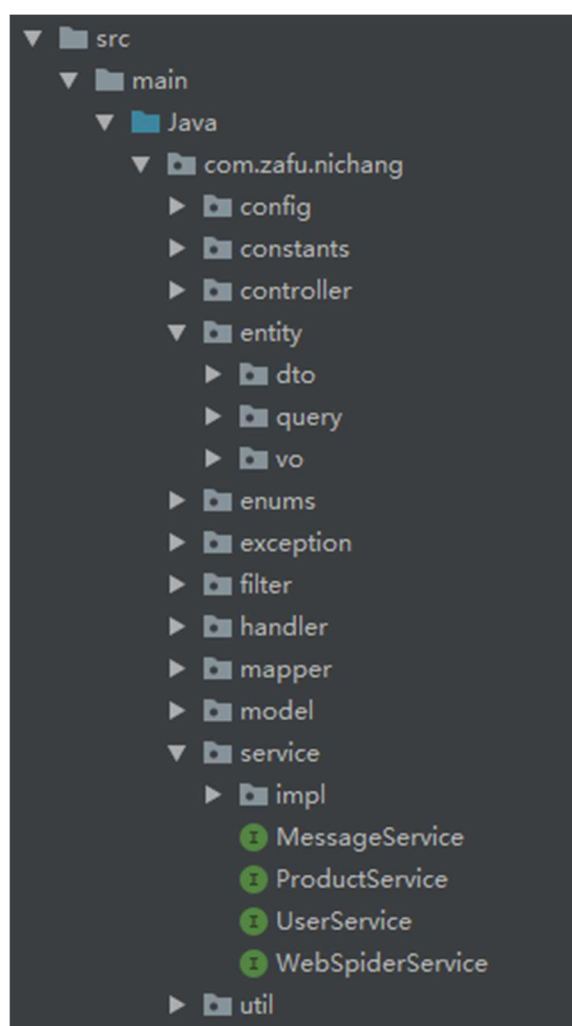 src
main
Java
com.zafu.nichang
config
constants
controller
entity
dto
query
vo
enums
exception
filter
handler
mapper
model
service
impl
I MessageService
I ProductService
I UserService
I WebSpiderService
util